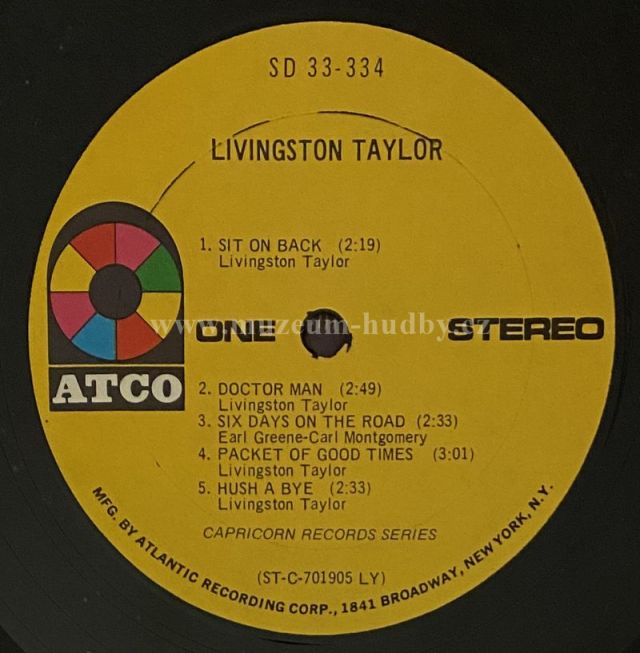 SD 33-334
LIVINGSTON TAYLOR
1. SIT ON BACK (2:19)
Livingston Taylor
www.muzeum-hudby.cz
ONE
STEREO
ATCO
2. DOCTOR MAN (2:49)
Livingston Taylor
3. SIX DAYS ON THE ROAD (2:33)
Earl Greene-Carl Montgomery
4. PACKET OF GOOD TIMES (3:01)
Livingston Taylor
5. HUSH A BYE (2:33)
Livingston Taylor
CAPRICORN RECORDS SERIES
(ST-C-701905 LY)
MFG. BY ATLANTIC RECORDING CORP., 1841 BROADWAY, NEW YORK, N.Y.